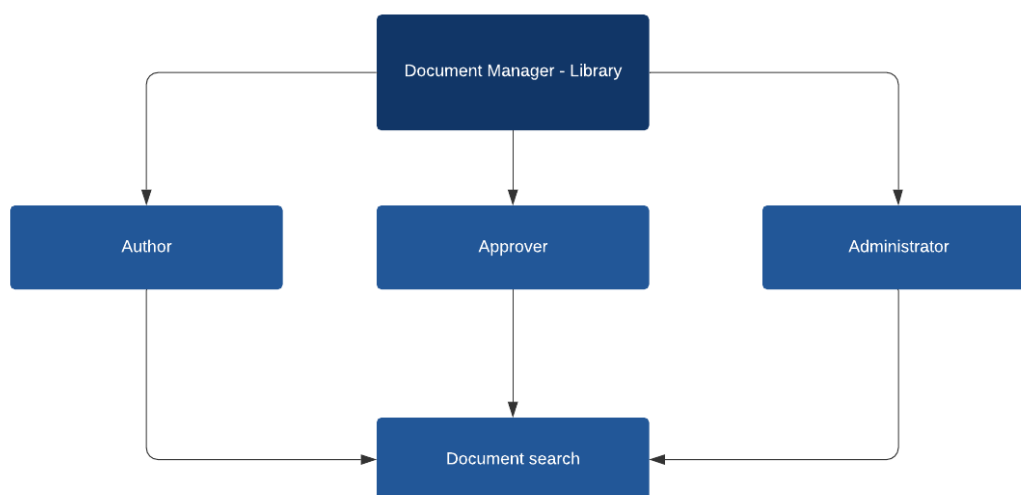 Document Manager - Library
Author
Approver
Administrator
Document search